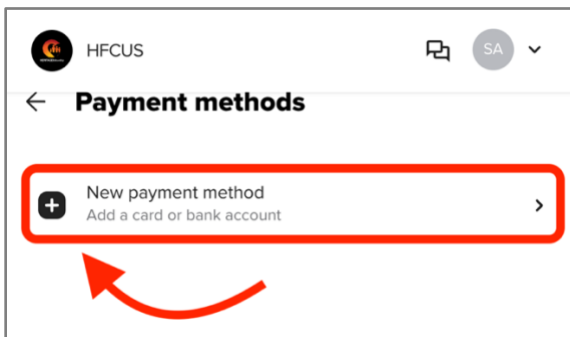 HFCUS
SA
Payment methods
New payment method
Add a card or bank account